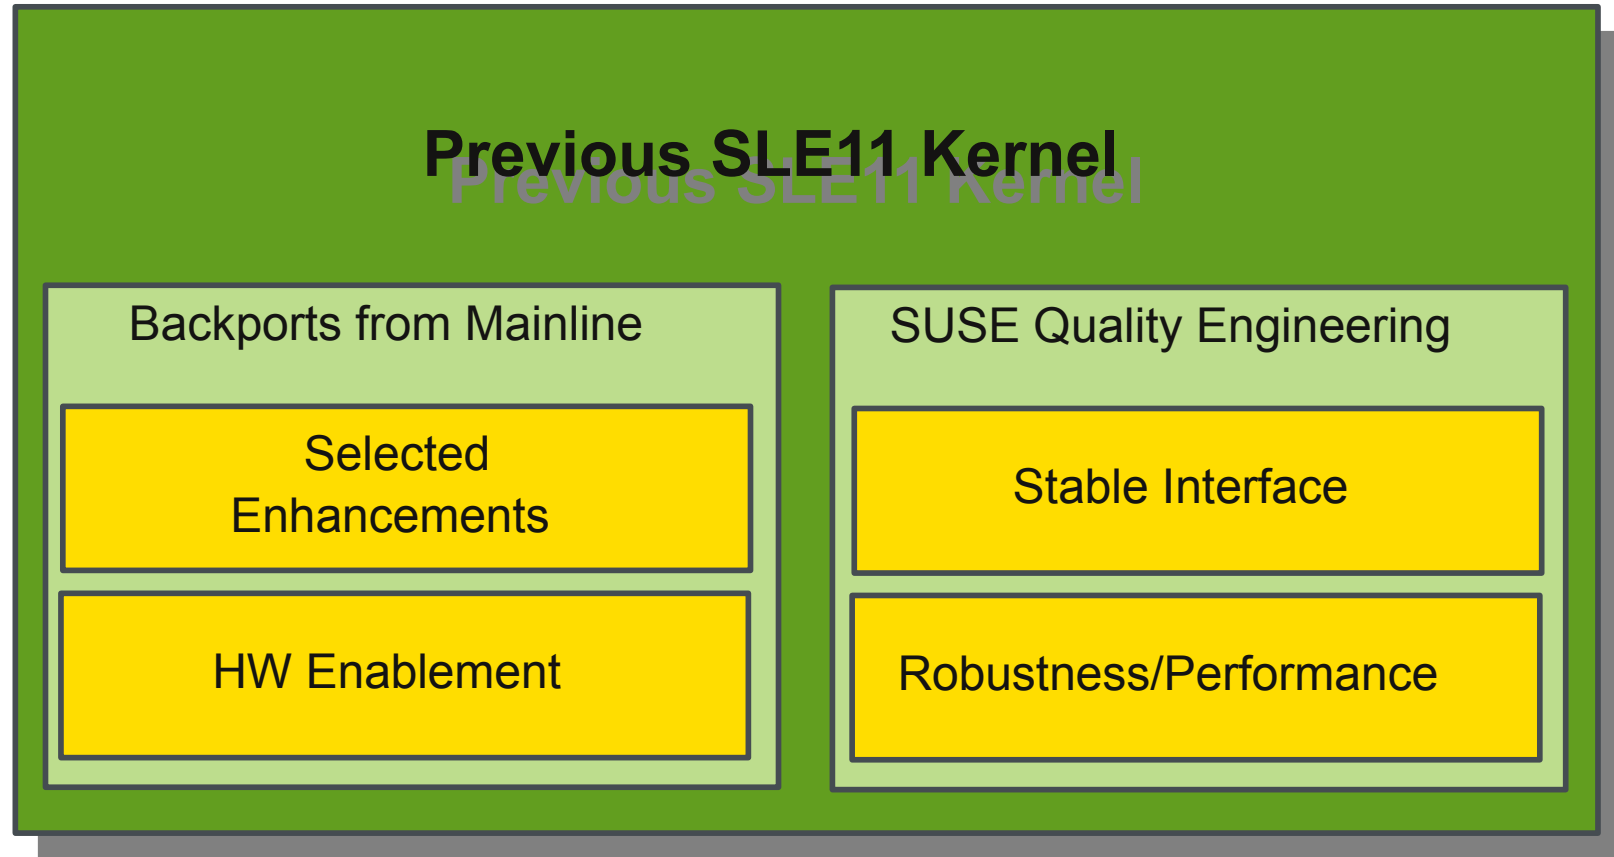 Previous SLE11 Kernel
Backports from Mainline
Selected
Enhancements
HW Enablement
SUSE Quality Engineering
Stable Interface
Robustness/Performance